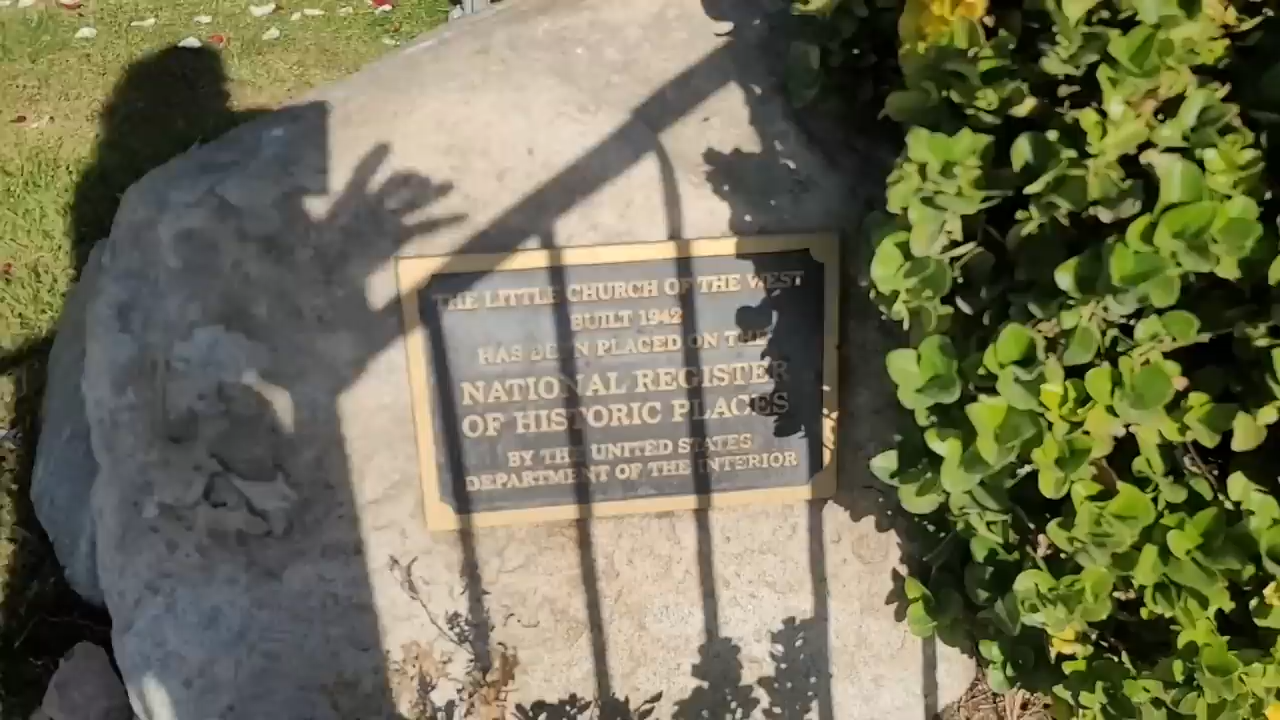 THE LITTLE CHURCH OF THE WEST
BUILT 1942
HAS BEEN PLACED ON THE
NATIONAL REGISTER
OF HISTORIC PLACES
BY THE UNITED STATES
DEPARTMENT OF THE INTERIOR